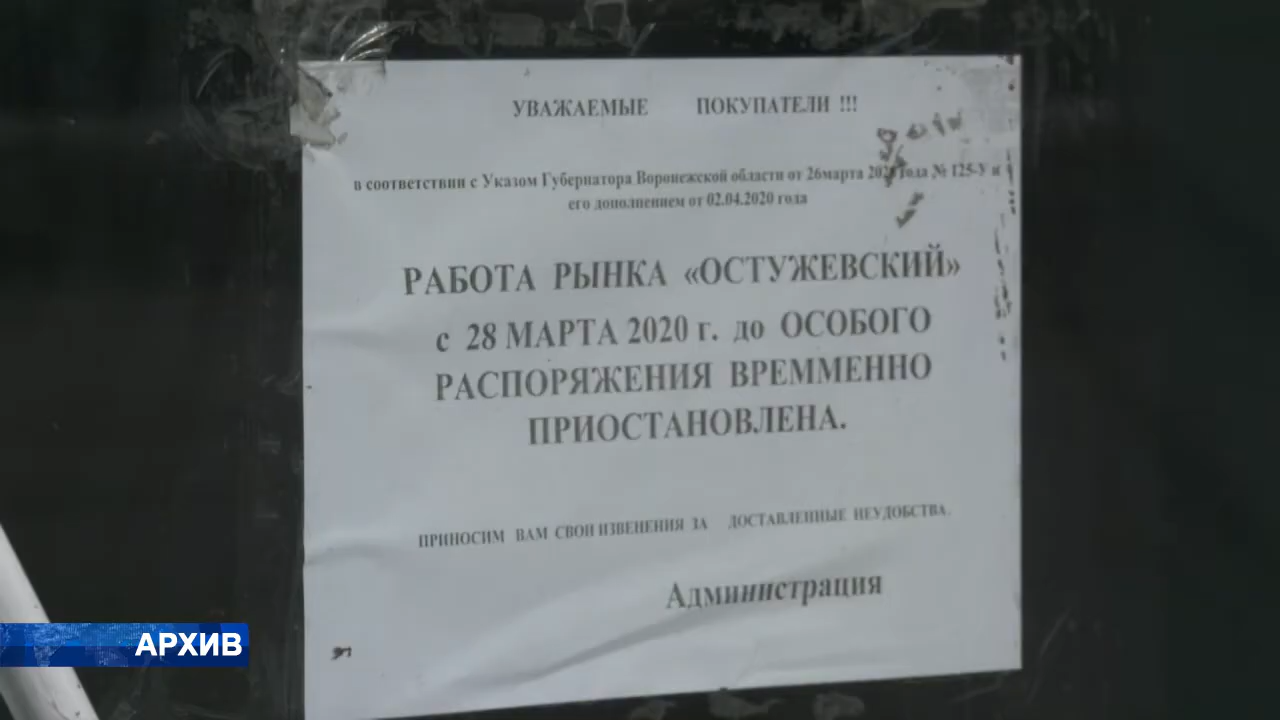 УВАЖАЕМЫЕ ПОКУПАТЕЛИ !!!
в соответствии с Указом Губернатора Воронежской области от 26марта 2020 года № 125-У и
его дополнением от 02.04.2020 года
РАБОТА РЫНКА «ОСТУЖЕВСКИЙ»
с 28 МАРТА 2020 г. до ОСОБОГО
РАСПОРЯЖЕНИЯ ВРЕММЕННО
ПРИОСТАНОВЛЕНА.
ПРИНОСИМ ВАМ СВОИ ИЗВЕНЕНИЯ ЗА ДОСТАВЛЕННЫЕ НЕУДОБСТВА.
Администрация
АРХИВ